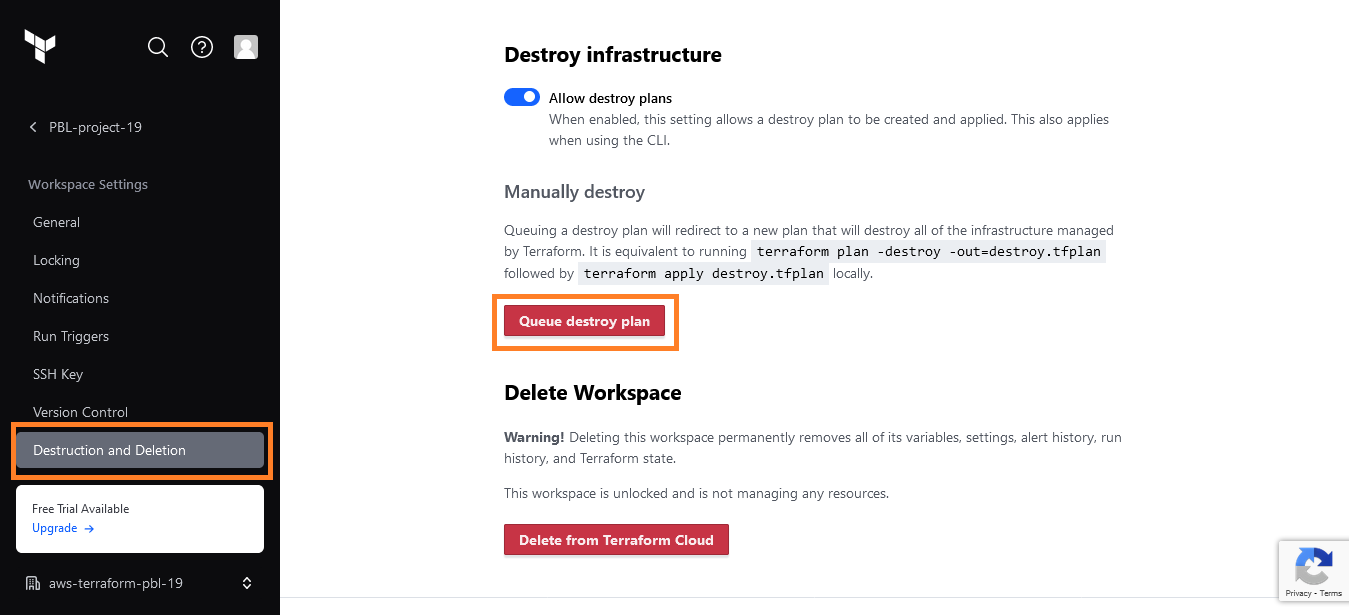 PBL-project-19
Workspace Settings
General
Locking
Notifications
Run Triggers
SSH Key
Version Control
Destruction and Deletion
Free Trial Available
Upgrade →
aws-terraform-pbl-19
Destroy infrastructure
Allow destroy plans
When enabled, this setting allows a destroy plan to be created and applied. This also applies
when using the CLI.
Manually destroy
Queuing a destroy plan will redirect to a new plan that will destroy all of the infrastructure managed
by Terraform. It is equivalent to running terraform plan -destroy -out=destroy.tfplan
followed by terraform apply destroy.tfplan locally.
Queue destroy plan
Delete Workspace
Warning! Deleting this workspace permanently removes all of its variables, settings, alert history, run
history, and Terraform state.
This workspace is unlocked and is not managing any resources.
Delete from Terraform Cloud
Privacy - Terms